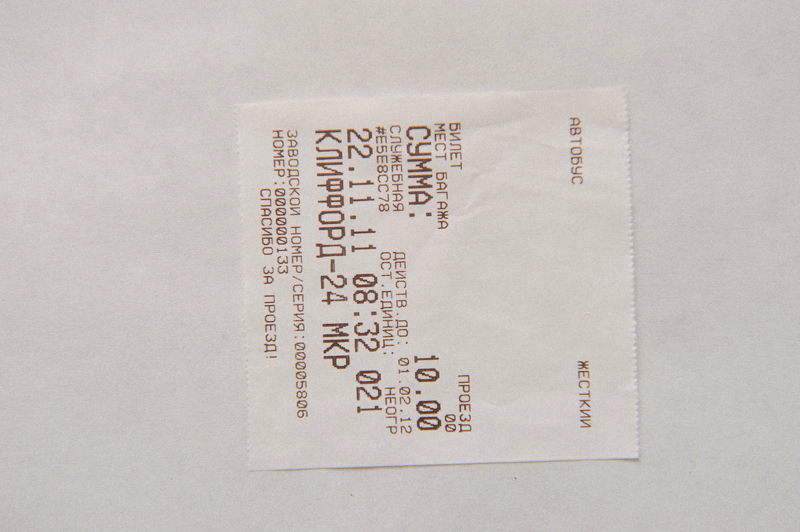 АВТОБУС ЖЕСТКИЙ
БИЛЕТ ПРОЕЗД
МЕСТ БАГАЖА 00
СУММА: 10.00
СЛУЖЕБНАЯ ДЕЙСТВ.ДО: 01.02.12
#E5E8CC78 ОСТ.ЕДИНИЦ: НЕОГР
22.11.11 08:32 021
КЛИФФОРД-24 МКР
ЗАВОДСКОЙ НОМЕР/СЕРИЯ:00005806
НОМЕР:000000133
СПАСИБО ЗА ПРОЕЗД!